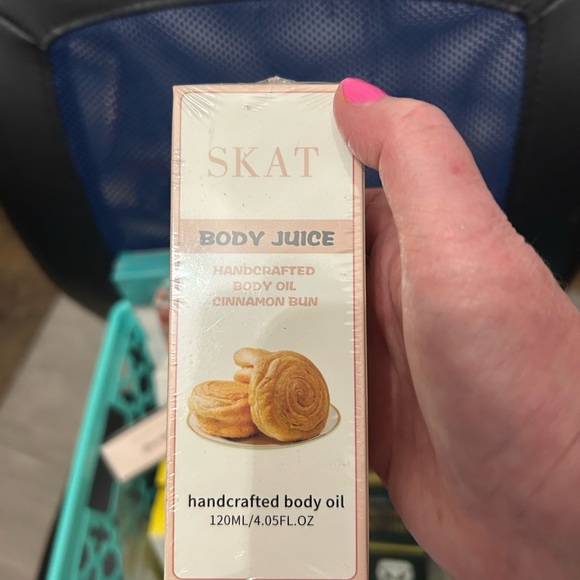 SKAT
BODY JUICE
HANDCRAFTED
BODY OIL
CINNAMON BUN
handcrafted body oil
120ML/4.05FL.OZ